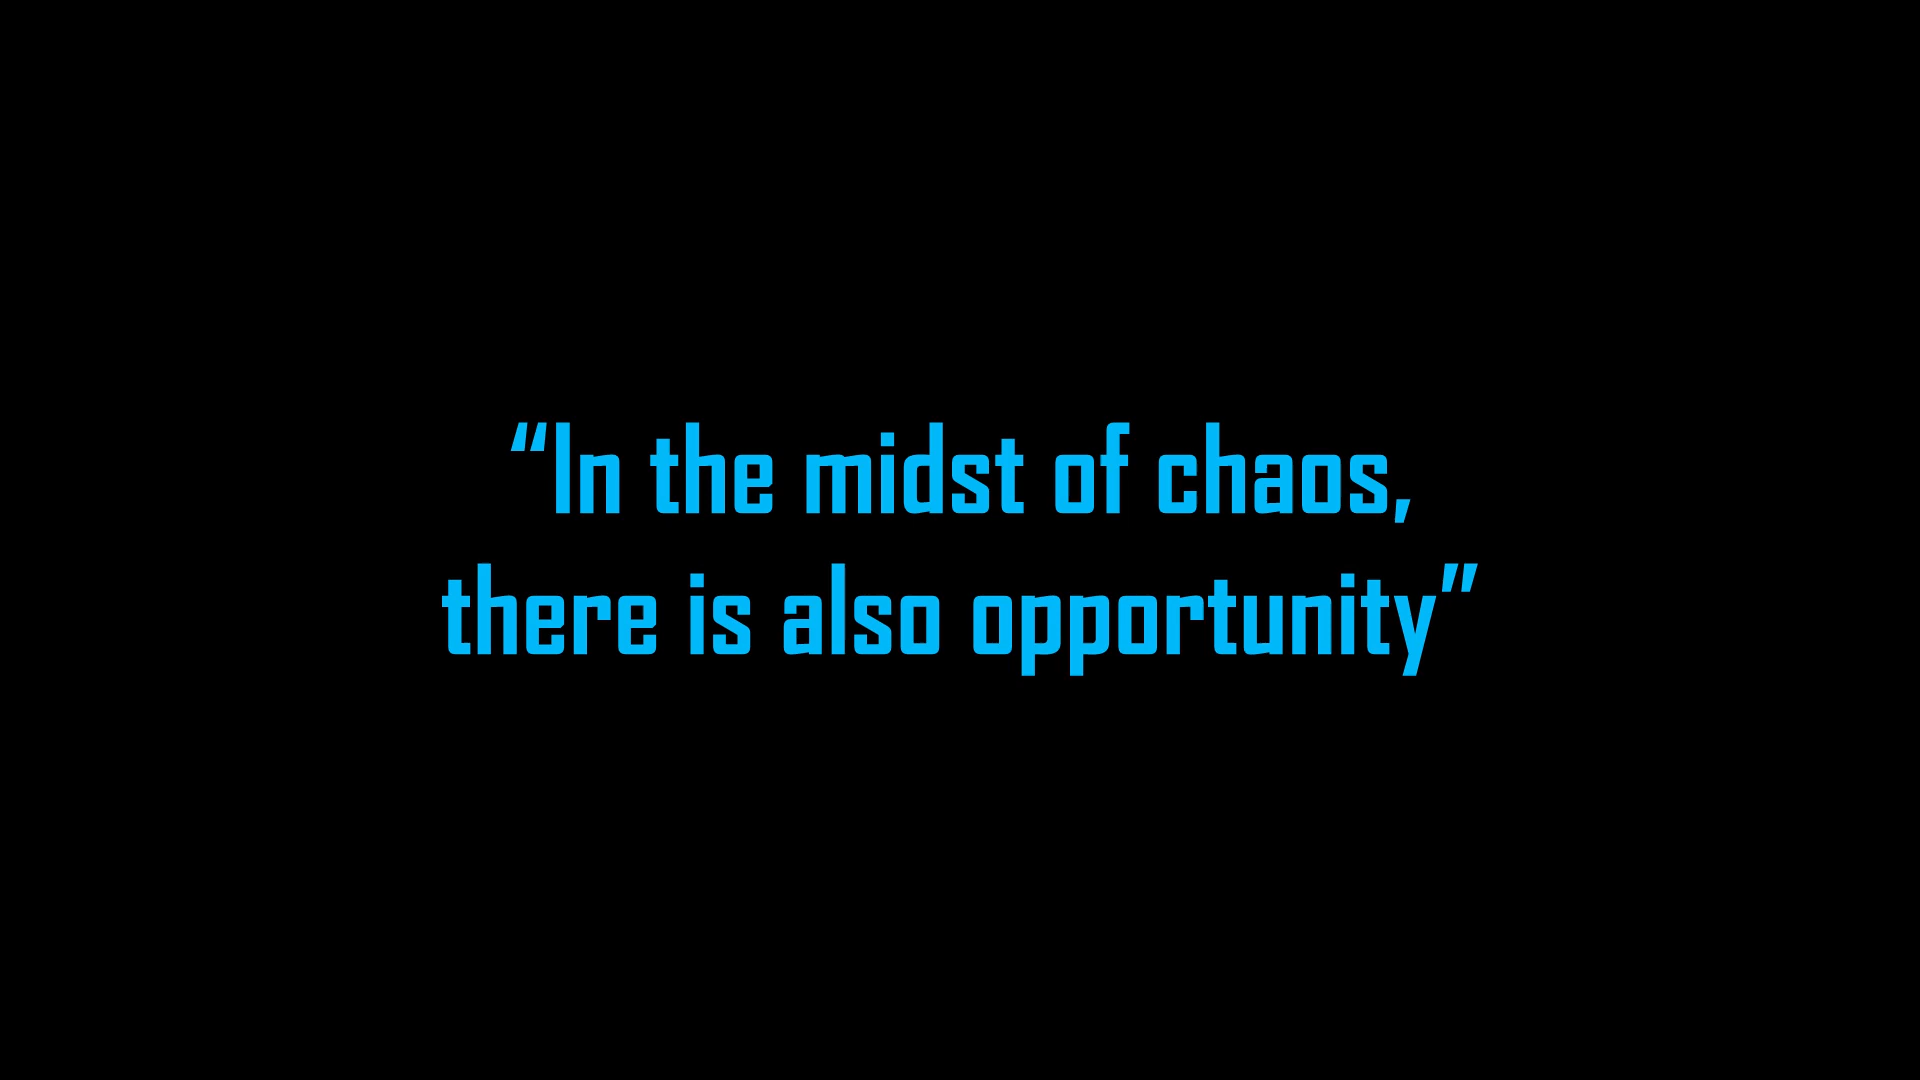 “In the midst of chaos,
there is also opportunity”